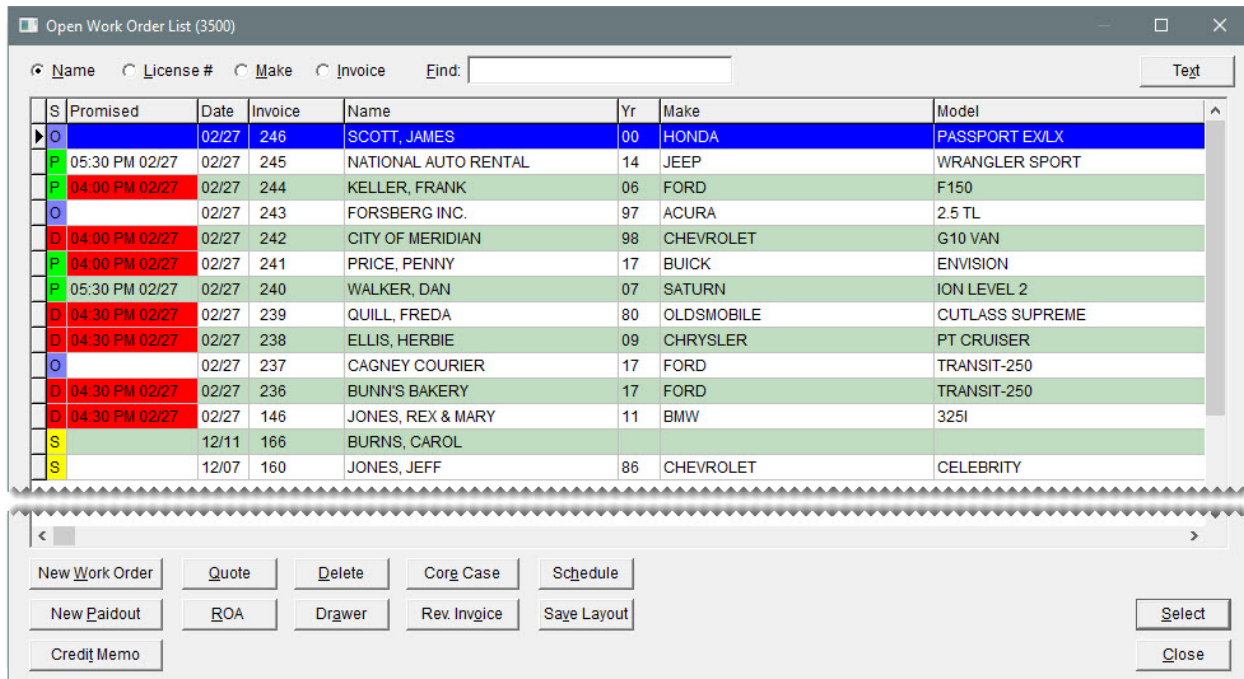 Open Work Order List (3500)
Name License # Make Invoice Find: Text
S Promised Date Invoice Name Yr Make Model
O 02/27 246 SCOTT, JAMES 00 HONDA PASSPORT EX/LX
P 05:30 PM 02/27 02/27 245 NATIONAL AUTO RENTAL 14 JEEP WRANGLER SPORT
P 04:00 PM 02/27 02/27 244 KELLER, FRANK 06 FORD F150
O 02/27 243 FORSBERG INC. 97 ACURA 2.5 TL
D 04:00 PM 02/27 02/27 242 CITY OF MERIDIAN 98 CHEVROLET G10 VAN
P 04:00 PM 02/27 02/27 241 PRICE, PENNY 17 BUICK ENVISION
P 05:30 PM 02/27 02/27 240 WALKER, DAN 07 SATURN ION LEVEL 2
D 04:30 PM 02/27 02/27 239 QUILL, FREDA 80 OLDSMOBILE CUTLASS SUPREME
D 04:30 PM 02/27 02/27 238 ELLIS, HERBIE 09 CHRYSLER PT CRUISER
O 02/27 237 CAGNEY COURIER 17 FORD TRANSIT-250
D 04:30 PM 02/27 02/27 236 BUNN'S BAKERY 17 FORD TRANSIT-250
D 04:30 PM 02/27 02/27 146 JONES, REX & MARY 11 BMW 325I
S 12/11 166 BURNS, CAROL
S 12/07 160 JONES, JEFF 86 CHEVROLET CELEBRITY
New Work Order Quote Delete Core Case Schedule
New Paidout ROA Drawer Rev. Invoice Save Layout Select
Credit Memo Close